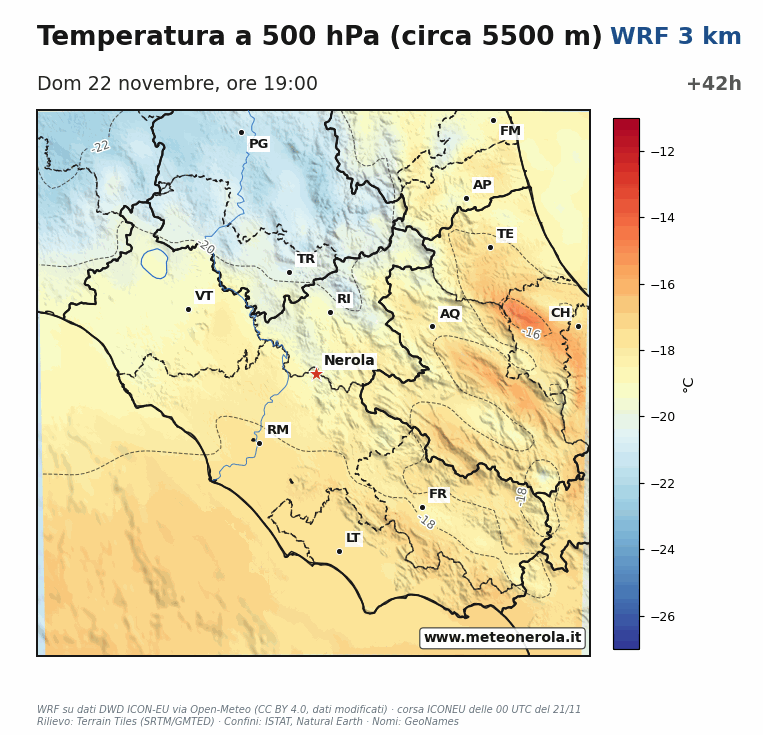 Temperatura a 500 hPa (circa 5500 m) WRF 3 km
Dom 22 novembre, ore 19:00 +42h
FM
PG
-22
AP
TE
-20
TR
VT
RI
AQ
CH.
-16
Nerola
RM
FR
-18
-18
LT
www.meteonerola.it
−12
−14
−16
−18
−20
−22
−24
−26
°C
WRF su dati DWD ICON-EU via Open-Meteo (CC BY 4.0, dati modificati) · corsa ICONEU delle 00 UTC del 21/11
Rilievo: Terrain Tiles (SRTM/GMTED) · Confini: ISTAT, Natural Earth · Nomi: GeoNames